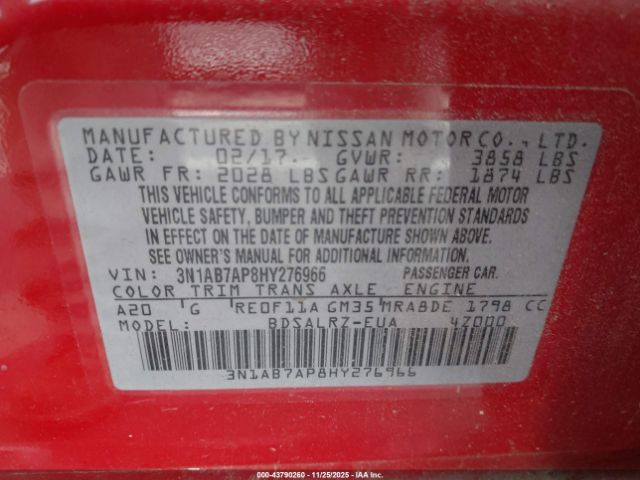 MANUFACTURED BY NISSAN MOTOR CO., LTD.
DATE: 02/17 GVWR: 3858 LBS
GAWR FR: 2028 LBS GAWR RR: 1874 LBS
THIS VEHICLE CONFORMS TO ALL APPLICABLE FEDERAL MOTOR
VEHICLE SAFETY, BUMPER AND THEFT PREVENTION STANDARDS
IN EFFECT ON THE DATE OF MANUFACTURE SHOWN ABOVE.
SEE OWNER'S MANUAL FOR ADDITIONAL INFORMATION.
VIN: 3N1AB7AP8HY276966 PASSENGER CAR.
COLOR TRIM TRANS AXLE ENGINE
A20 G RE0F11A GM35 MRA8DE 1798 CC
MODEL: BDSALRZ-EUA 4Z000
3N1AB7AP8HY276966
000-43790260 - 11/25/2025 - IAAI.COM